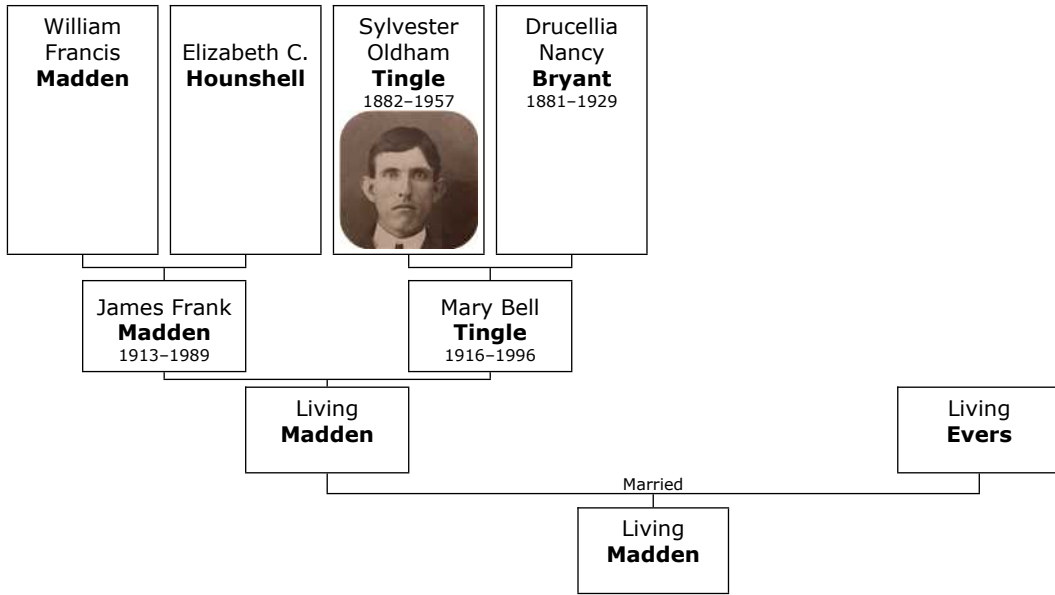 William
Francis
Madden
Elizabeth C.
Hounshell
Sylvester
Oldham
Tingle
1882–1957
Drucellia
Nancy
Bryant
1881–1929
James Frank
Madden
1913–1989
Mary Bell
Tingle
1916–1996
Living
Madden
Living
Evers
Married
Living
Madden